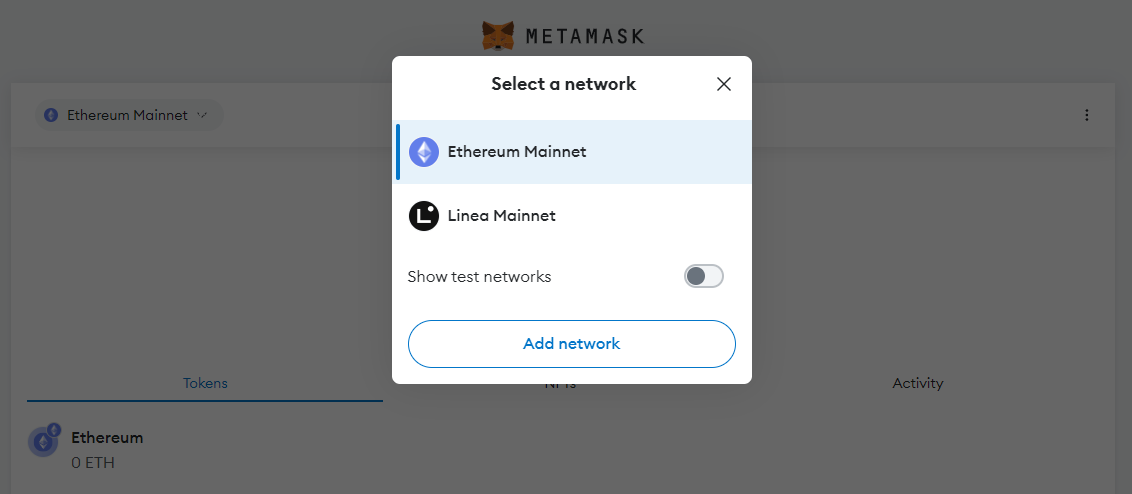 METAMASK
Select a network
Ethereum Mainnet
Ethereum Mainnet
Linea Mainnet
Show test networks
Add network
Tokens
NFTs
Activity
Ethereum
0 ETH